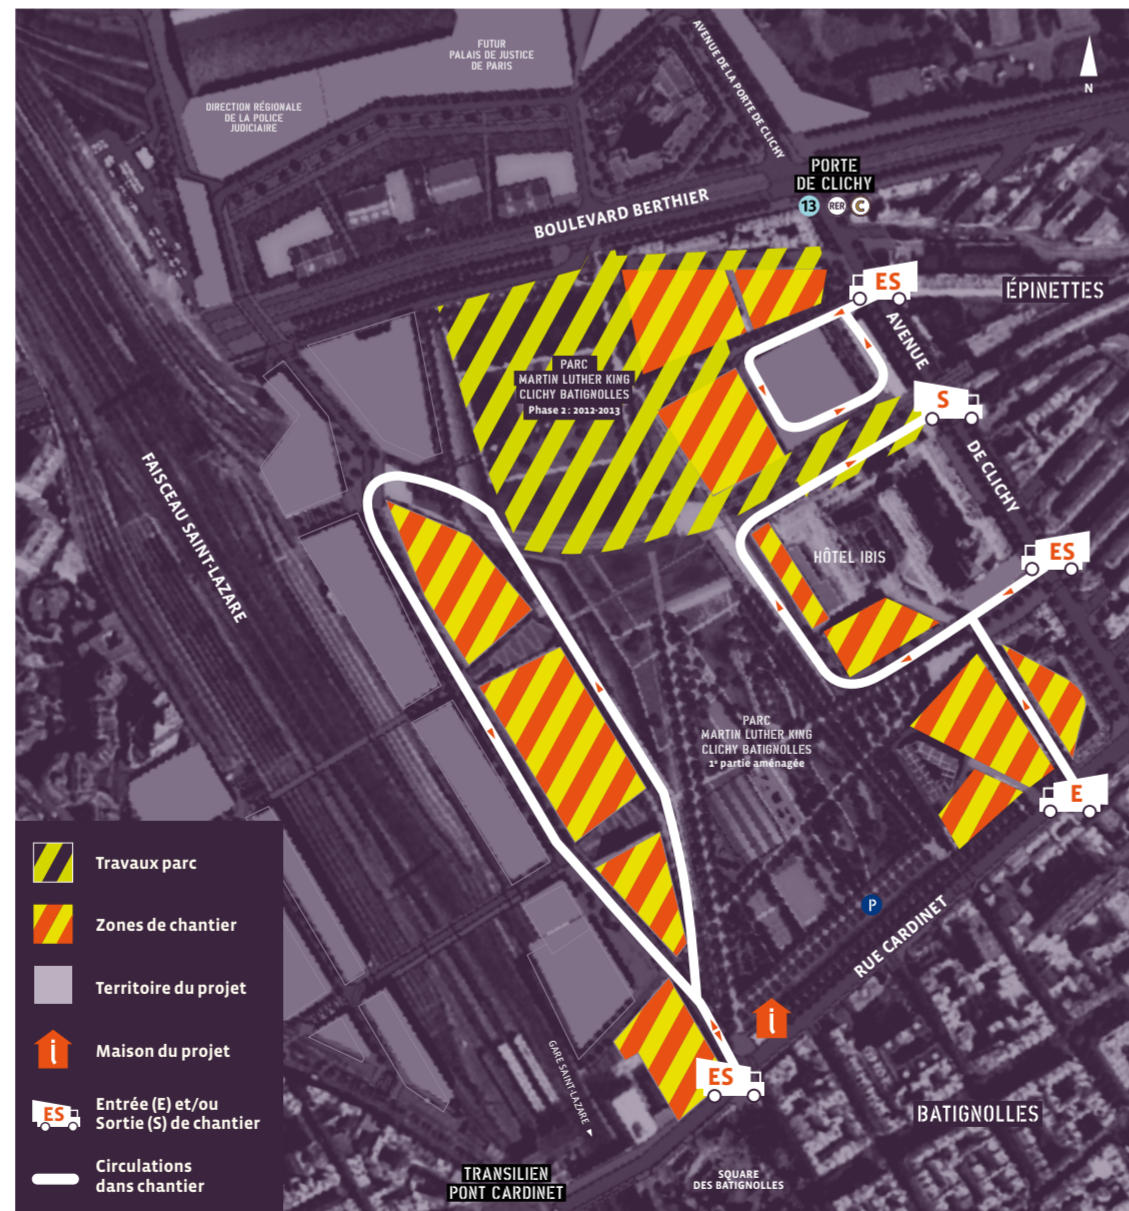 FUTUR
PALAIS DE JUSTICE
DE PARIS
AVENUE DE LA PORTE DE CLICHY
N
DIRECTION RÉGIONALE
DE LA POLICE
JUDICIAIRE
PORTE
DE CLICHY
13 RER C
BOULEVARD BERTHIER
ES
ÉPINETTES
AVENUE
DE CLICHY
PARC
MARTIN LUTHER KING
CLICHY BATIGNOLLES
Phase 2 : 2012-2013
S
FAISCEAU SAINT-LAZARE
HÔTEL IBIS
ES
PARC
MARTIN LUTHER KING
CLICHY BATIGNOLLES
1e partie aménagée
E
P
RUE CARDINET
i
ES
GARE SAINT-LAZARE
BATIGNOLLES
TRANSILIEN
PONT CARDINET
SQUARE
DES BATIGNOLLES
Travaux parc
Zones de chantier
Territoire du projet
i
Maison du projet
ES
Entrée (E) et/ou
Sortie (S) de chantier
Circulations
dans chantier